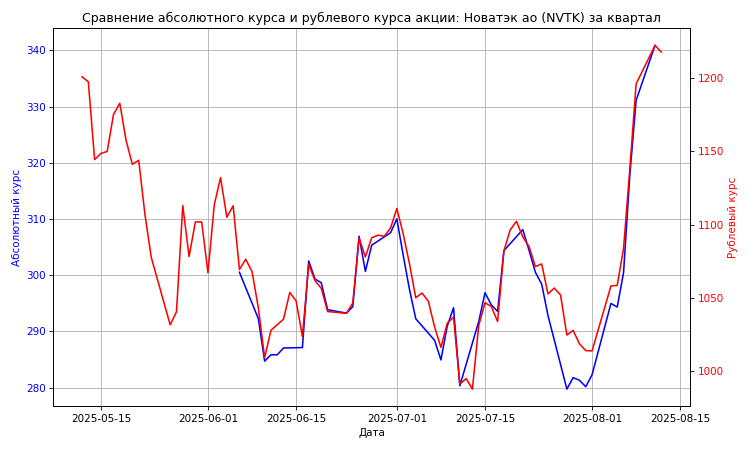 Сравнение абсолютного курса и рублевого курса акции: Новатэк ао (NVTK) за квартал
340
330
320
310
300
290
280
Абсолютный курс
1200
1150
1100
1050
1000
Рублевый курс
2025-05-15 2025-06-01 2025-06-15 2025-07-01 2025-07-15 2025-08-01 2025-08-15
Дата